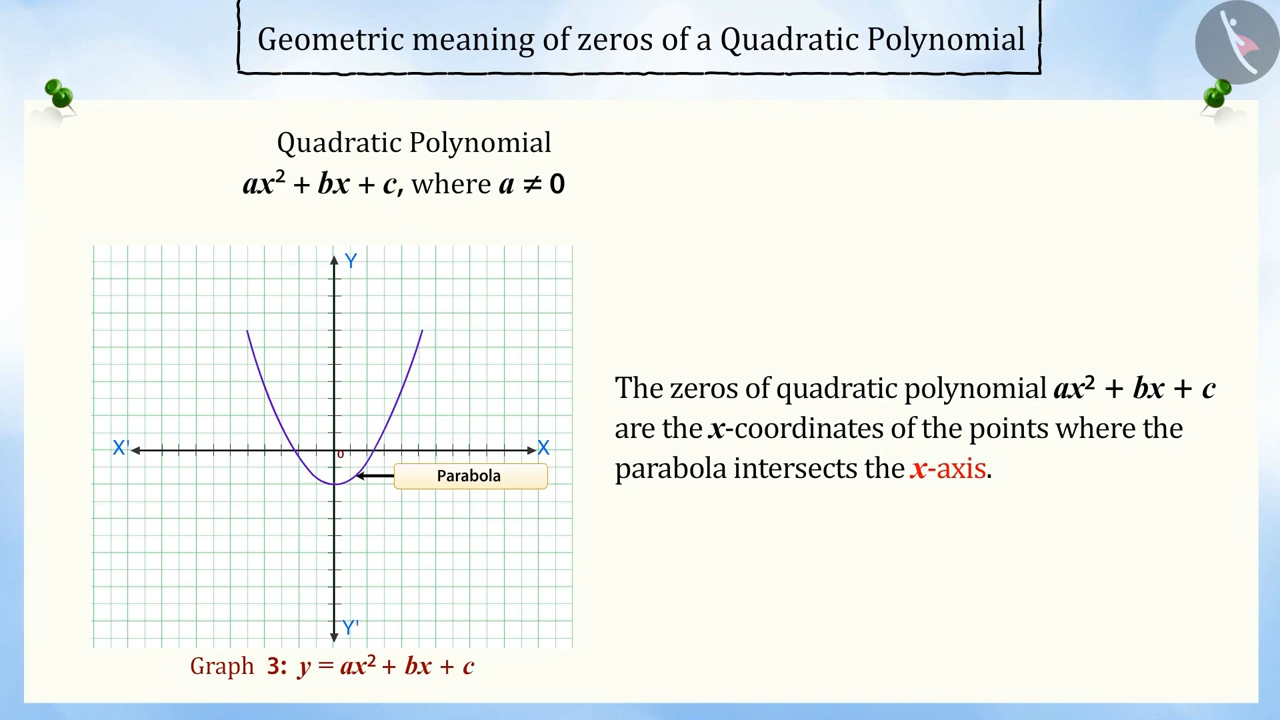 Geometric meaning of zeros of a Quadratic Polynomial
Quadratic Polynomial
ax² + bx + c, where a ≠ 0
Y
X'
0
X
Parabola
Y'
Graph 3: y = ax² + bx + c
The zeros of quadratic polynomial ax² + bx + c
are the x-coordinates of the points where the
parabola intersects the x-axis.